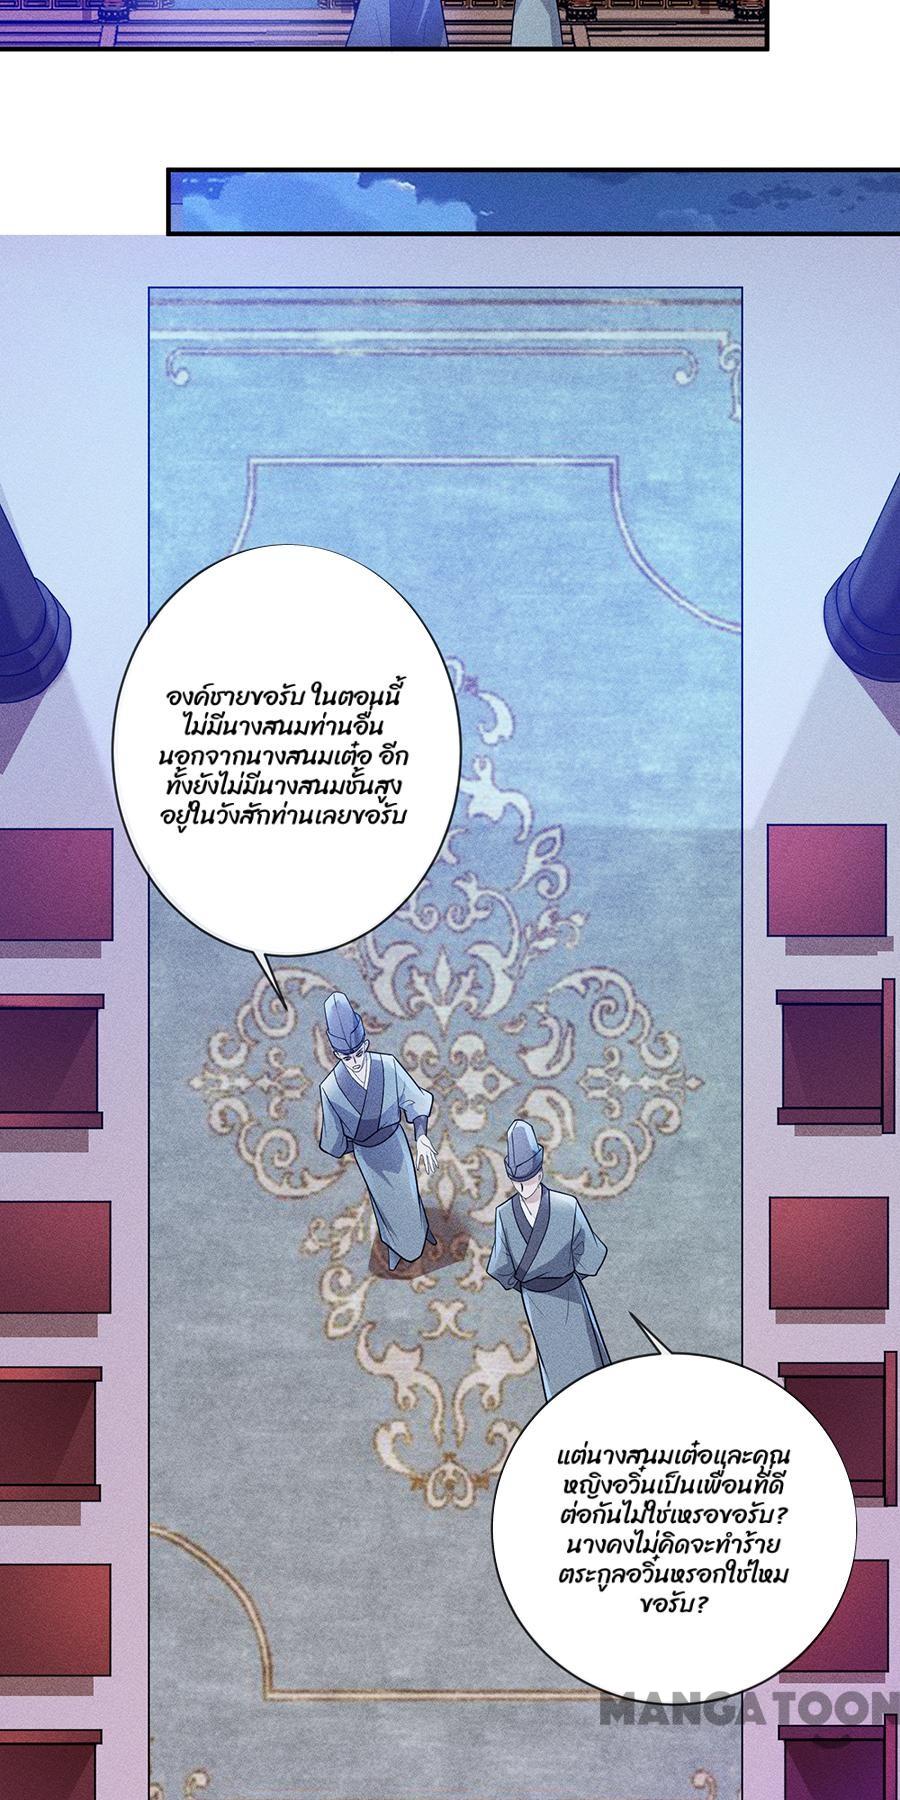 องค์ชายขอรับ ในตอนนี้
ไม่มีนางสนมท่านอื่น
นอกจากนางสนมเต๋อ อีก
ทั้งยังไม่มีนางสนมชั้นสูง
อยู่ในวังสักท่านเลยขอรับ
แต่นางสนมเต๋อและคุณ
หญิงอวิ๋นเป็นเพื่อนที่ดี
ต่อกันไม่ใช่เหรอขอรับ?
นางคงไม่คิดจะทำร้าย
ตระกูลอวิ๋นหรอกใช่ไหม
ขอรับ?
MANGATOON